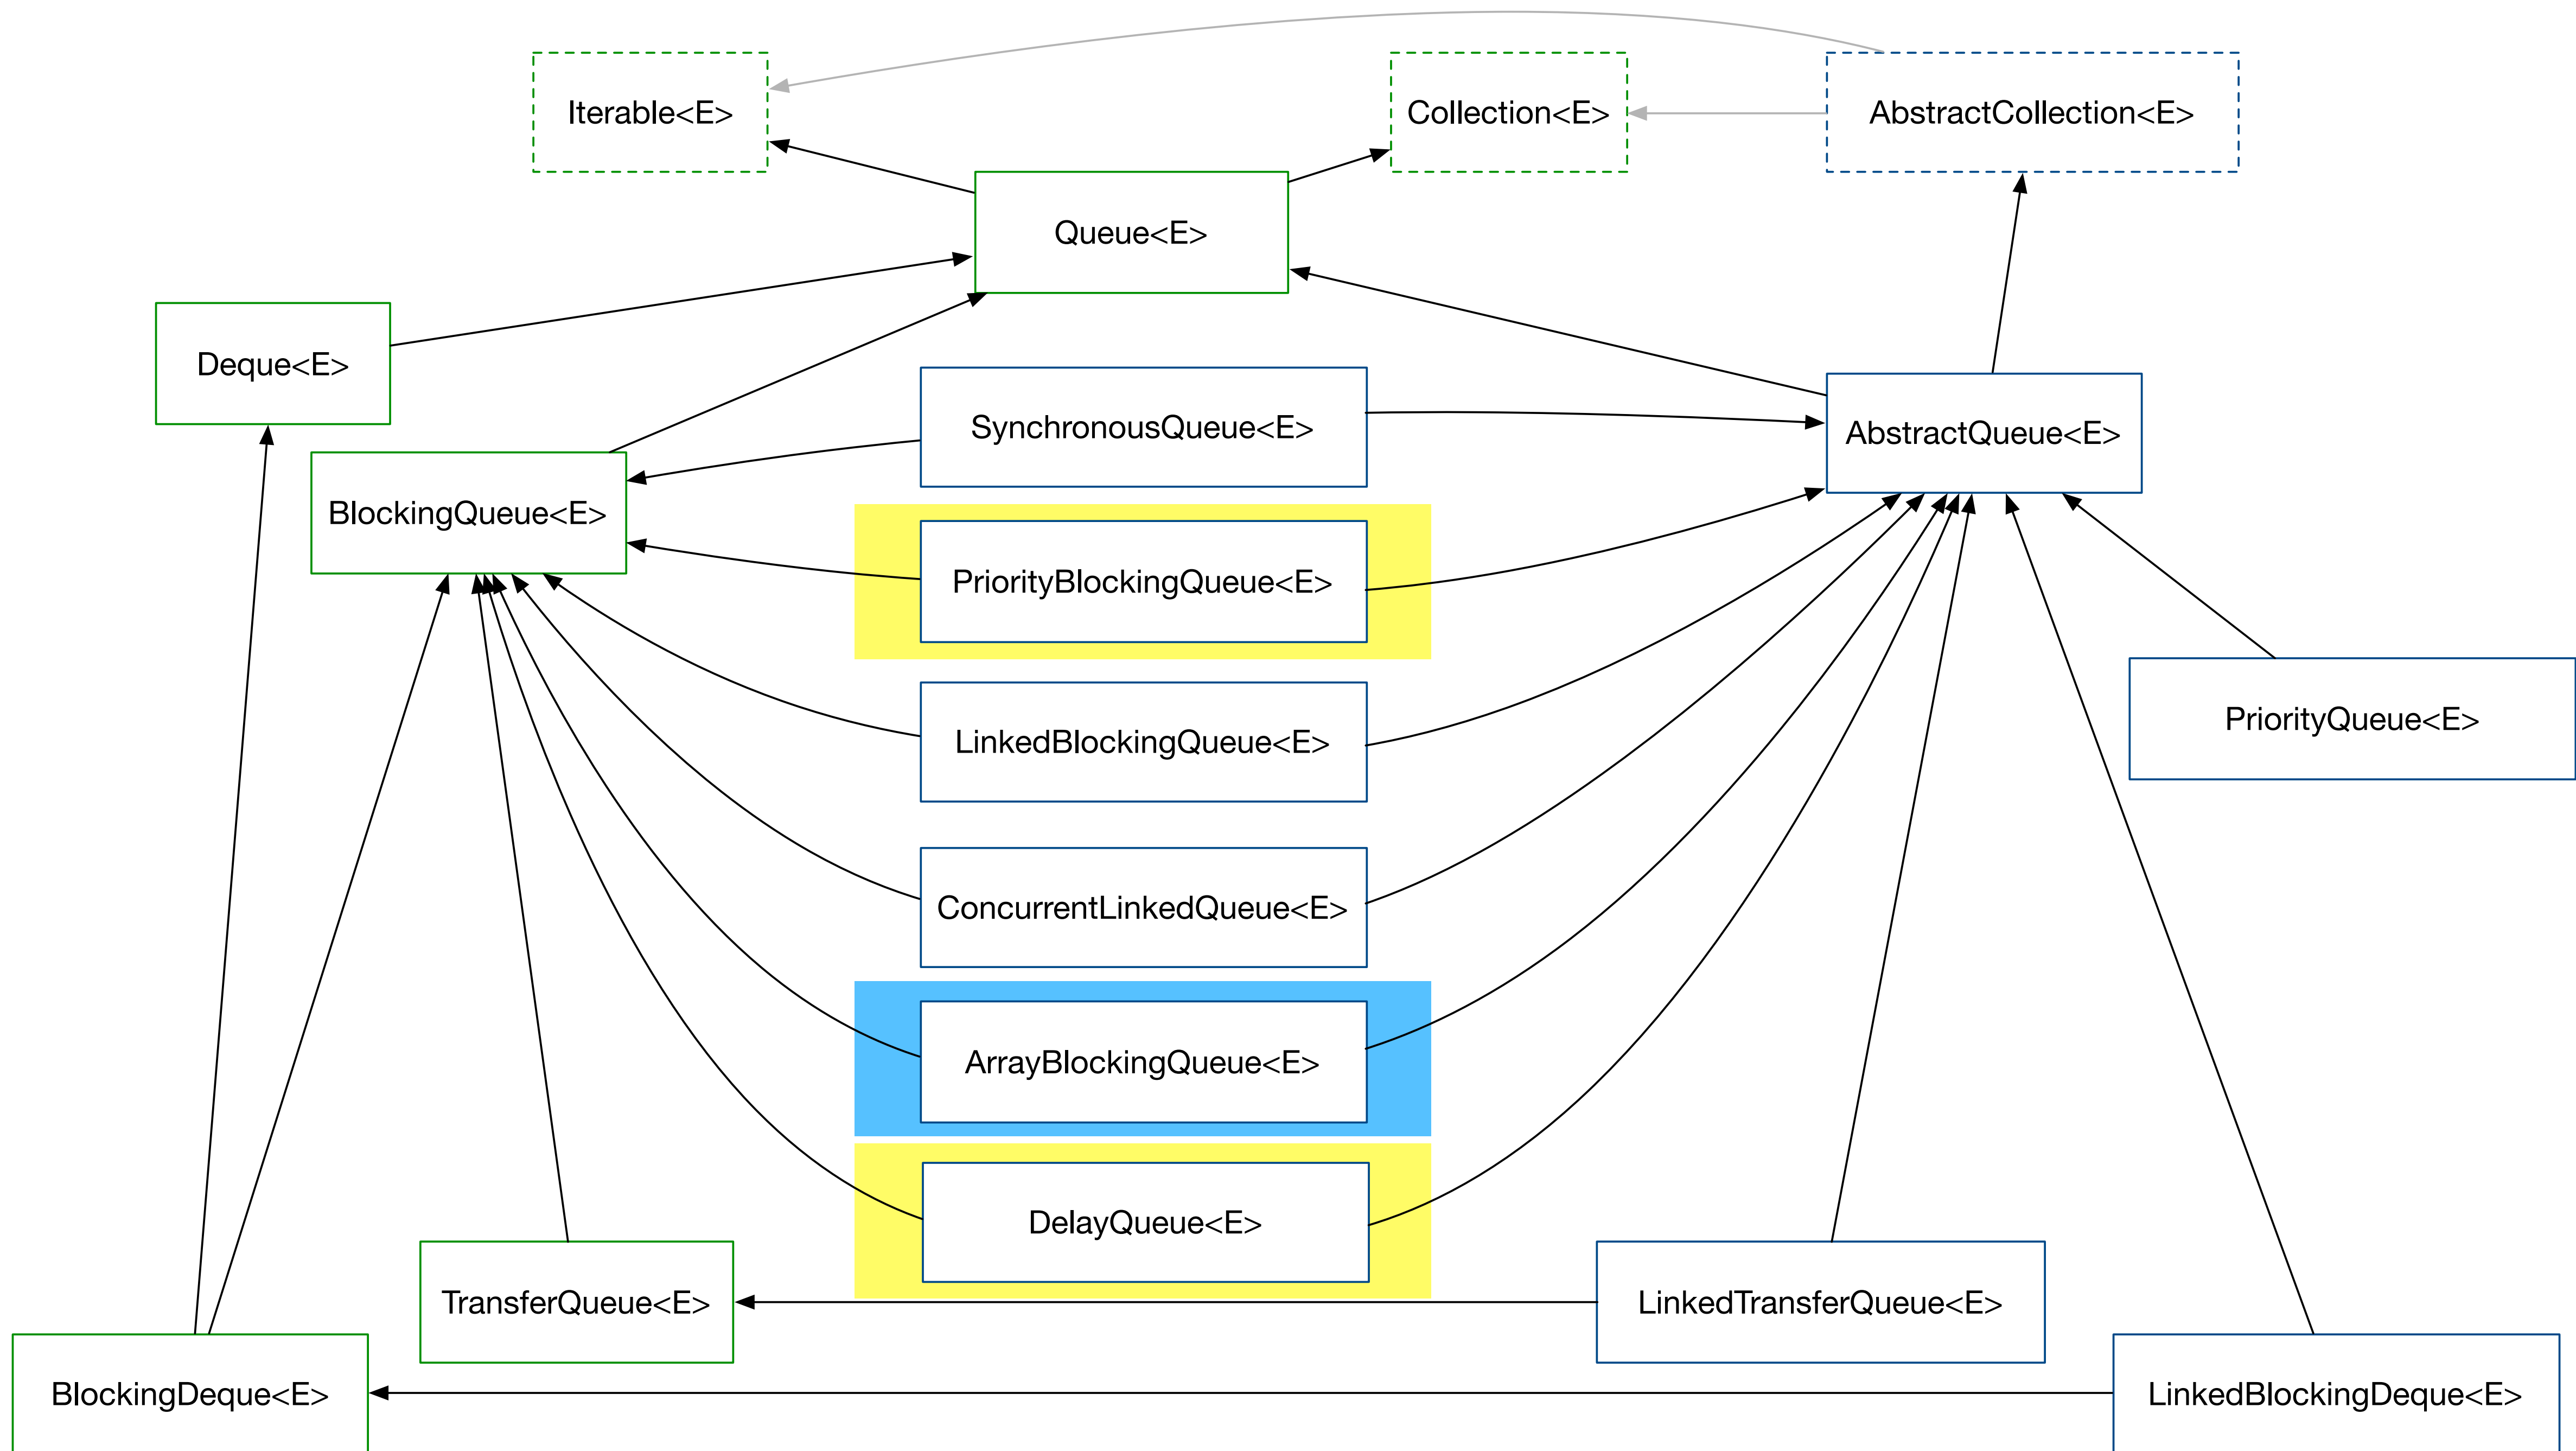 Iterable<E>
Collection<E>
AbstractCollection<E>
Queue<E>
Deque<E>
SynchronousQueue<E>
AbstractQueue<E>
BlockingQueue<E>
PriorityBlockingQueue<E>
PriorityQueue<E>
LinkedBlockingQueue<E>
ConcurrentLinkedQueue<E>
ArrayBlockingQueue<E>
DelayQueue<E>
TransferQueue<E>
LinkedTransferQueue<E>
BlockingDeque<E>
LinkedBlockingDeque<E>